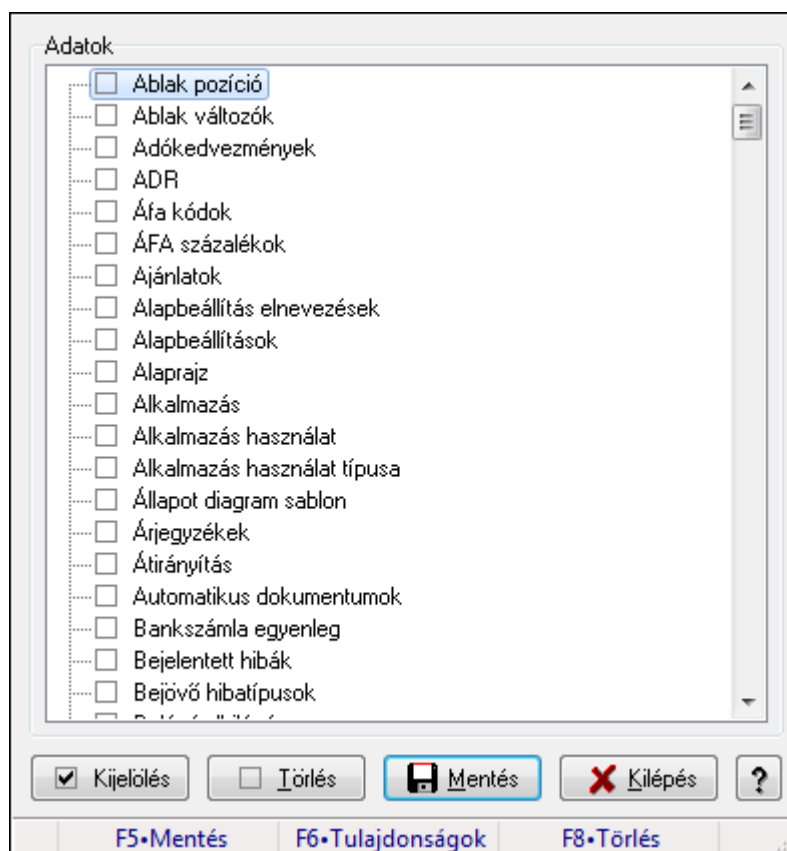 Adatok
Ablak pozíció
Ablak változók
Adókedvezmények
ADR
Áfa kódok
ÁFA százalékok
Ajánlatok
Alapbeállítás elnevezések
Alapbeállítások
Alaprajz
Alkalmazás
Alkalmazás használat
Alkalmazás használat típusa
Állapot diagram sablon
Árjegyzékek
Átirányítás
Automatikus dokumentumok
Bankszámla egyenleg
Bejelentett hibák
Bejövő hibatípusok
Kijelölés Törlés Mentés Kilépés ?
F5•Mentés F6•Tulajdonságok F8•Törlés